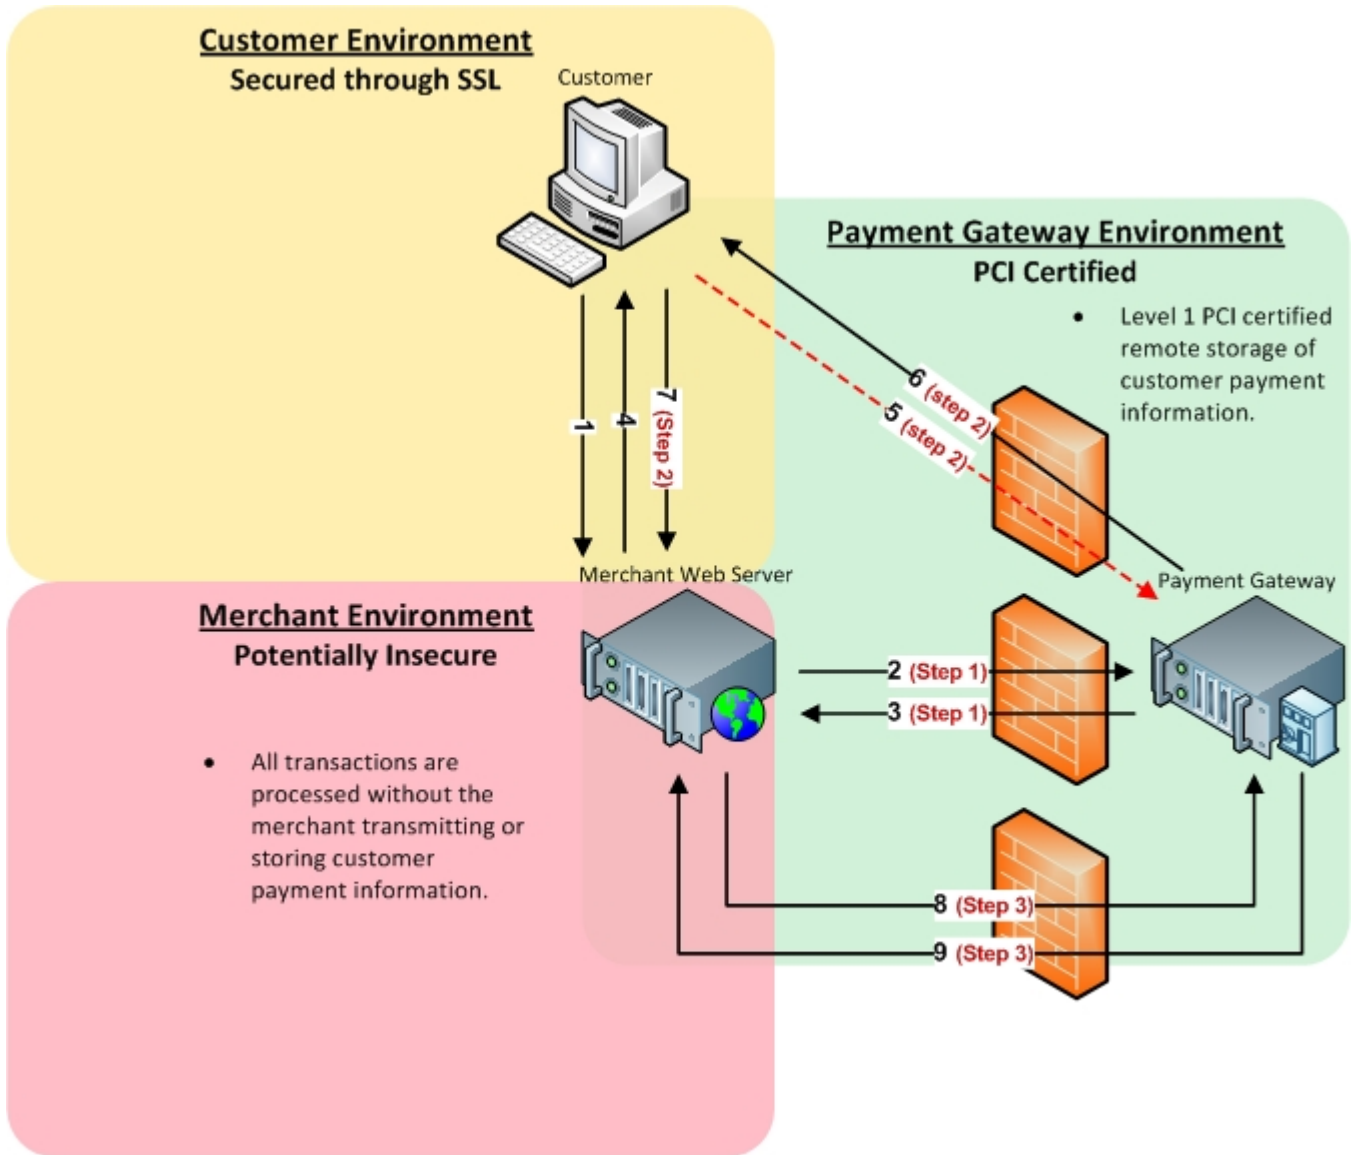 Customer Environment
Secured through SSL
Customer
Payment Gateway Environment
PCI Certified
• Level 1 PCI certified
remote storage of
customer payment
information.
6 (step 2)
5 (step 2)
1
4
7 (Step 2)
Merchant Web Server
Payment Gateway
Merchant Environment
Potentially Insecure
2 (Step 1)
3 (Step 1)
• All transactions are
processed without the
merchant transmitting or
storing customer
payment information.
8 (Step 3)
9 (Step 3)